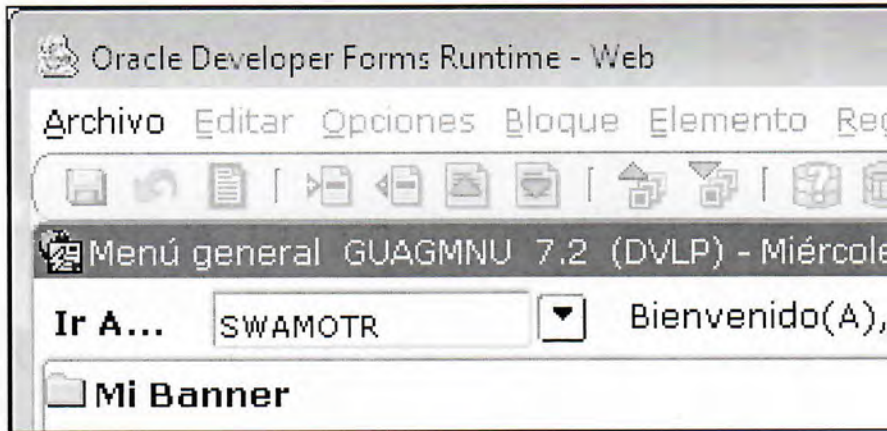 Oracle Developer Forms Runtime - Web
Archivo Editar Opciones Bloque Elemento
Menú general GUAGMNU 7.2 (DVLP) -
Ir A... SWAMOTR Bienvenido(A),
Mi Banner